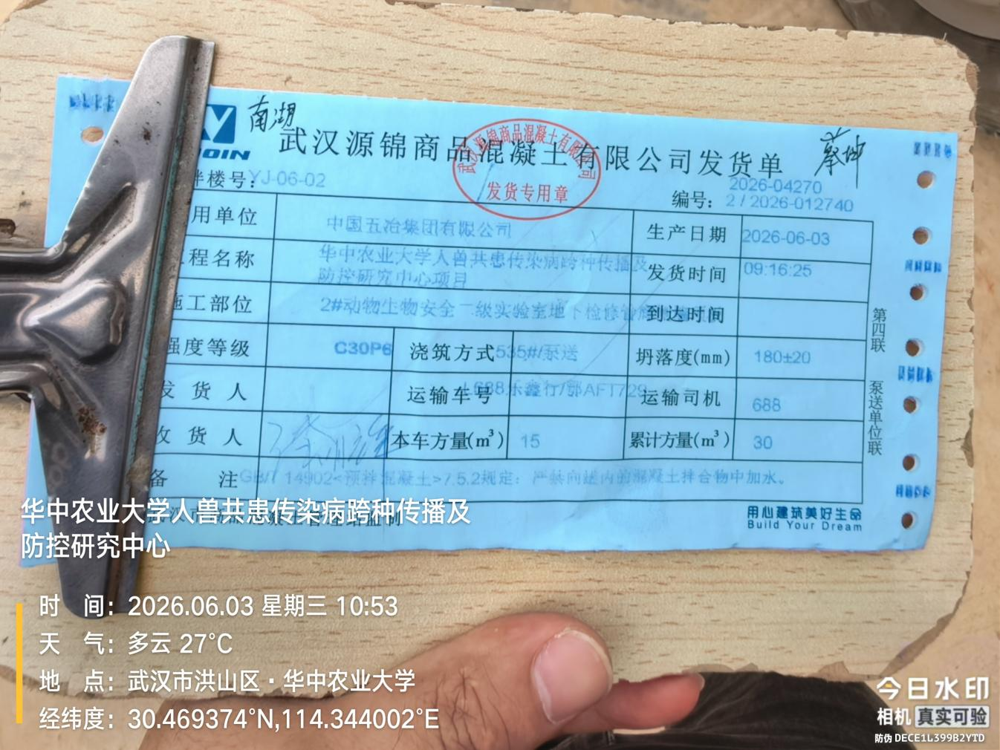 南湖
蔡坤
OIN
武汉源锦商品混凝土有限公司发货单
武汉源锦商品混凝土有限公司
发货专用章
拌楼号：YJ-06-02
编号：
2026-04270
2/2026-012740
用单位 中国五冶集团有限公司 生产日期 2026-06-03
程名称 华中农业大学人兽共患传染病跨种传播及
防控研究中心项目
发货时间 09:16:25
施工部位 2#动物生物安全二级实验室地下检修管 到达时间
强度等级 C30P6 浇筑方式 535#/泵送 坍落度(mm) 180±20
发货人 运输车号 L688 鑫行/鄂AFT729 运输司机 688
收货人 本车方量(m³) 15 累计方量(m³) 30
备注 GB/T 14902<预拌混凝土>7.5.2规定：严禁向运内的混凝土拌合物中加水。
第四联
泵送单位联
用心建筑美好生命
Build Your Dream
华中农业大学人兽共患传染病跨种传播及
防控研究中心
时 间：2026.06.03 星期三 10:53
天 气：多云 27°C
地 点：武汉市洪山区·华中农业大学
经纬度：30.469374°N,114.344002°E
今日水印
相机 真实可验
防伪 DECE1L399B2YTD